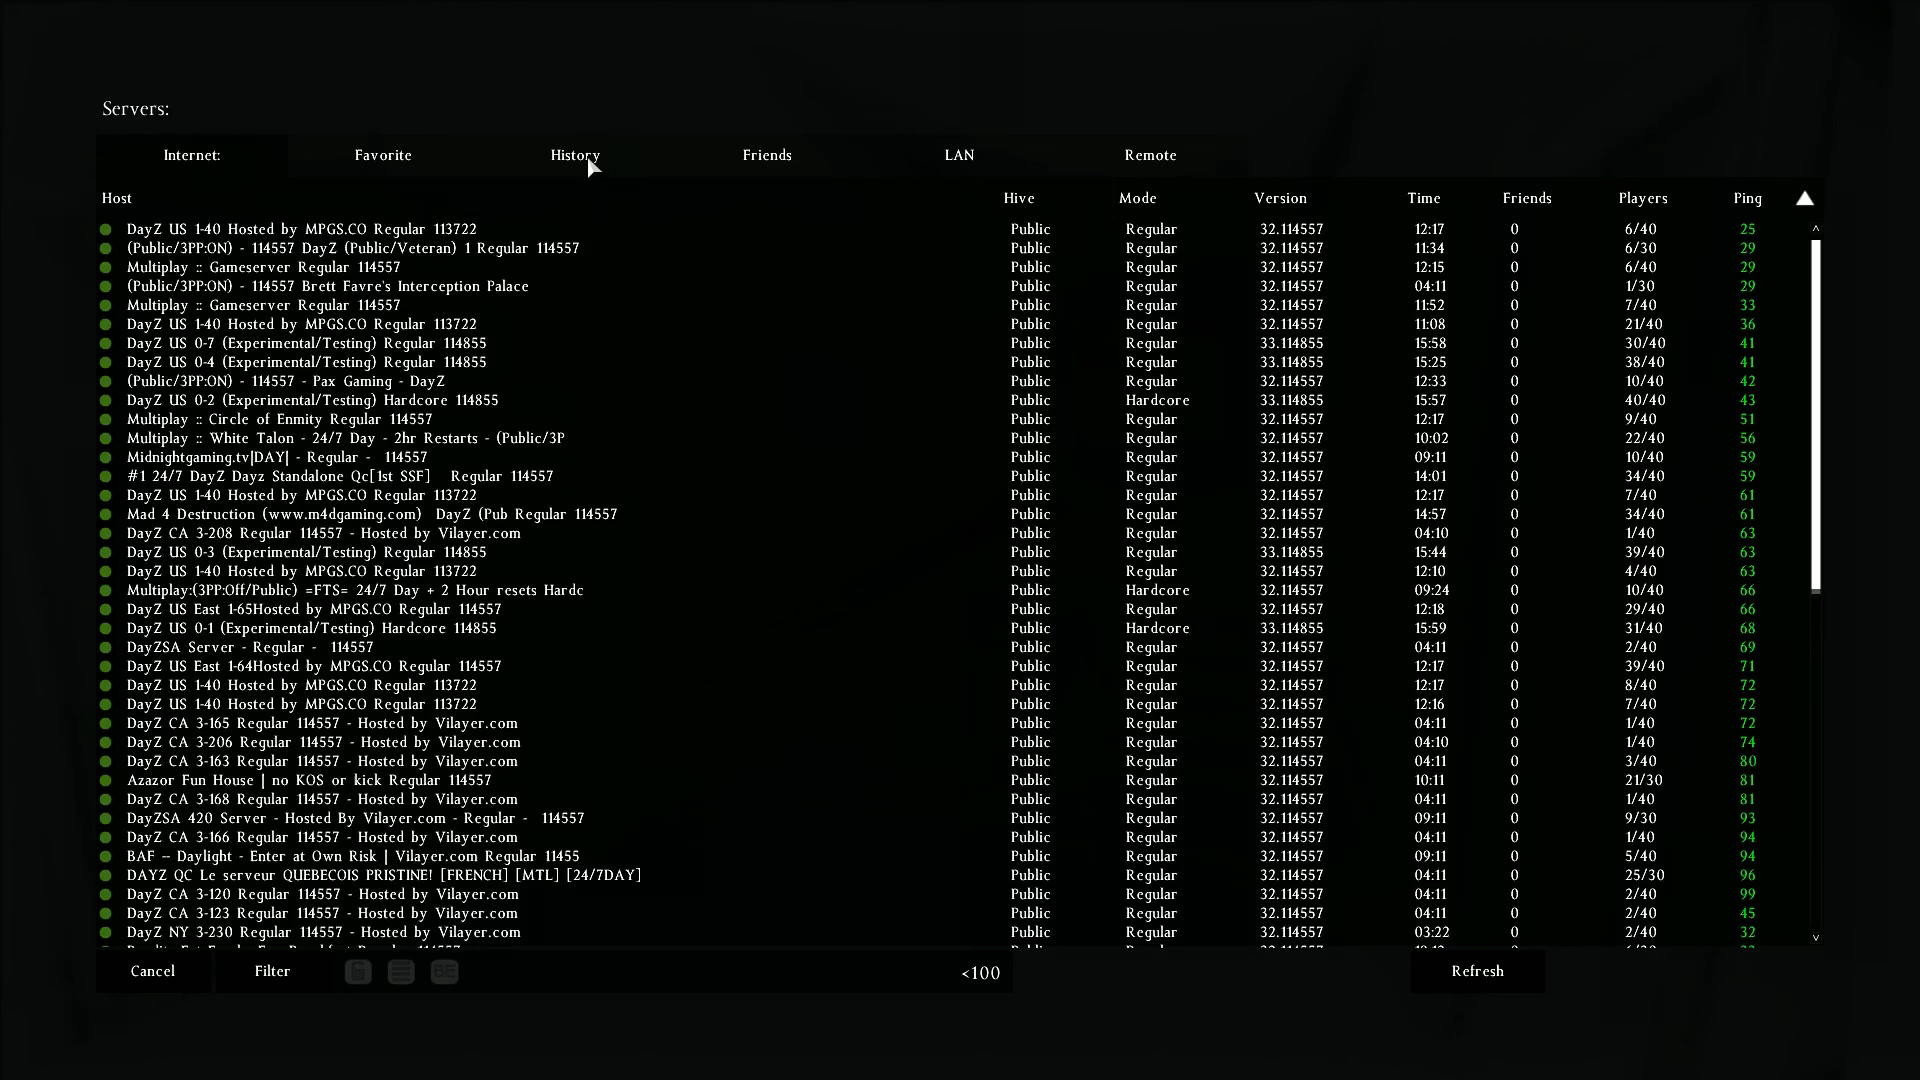 Servers:
Internet: Favorite History Friends LAN Remote
Host Hive Mode Version Time Friends Players Ping
DayZ US 1-40 Hosted by MPGS.CO Regular 113722 Public Regular 32.114557 12:17 0 6/40 25
(Public/3PP:ON) - 114557 DayZ (Public/Veteran) 1 Regular 114557 Public Regular 32.114557 11:34 0 6/30 29
Multiplay :: Gameserver Regular 114557 Public Regular 32.114557 12:15 0 6/40 29
(Public/3PP:ON) - 114557 Brett Favre's Interception Palace Public Regular 32.114557 04:11 0 1/30 29
Multiplay :: Gameserver Regular 114557 Public Regular 32.114557 11:52 0 7/40 33
DayZ US 1-40 Hosted by MPGS.CO Regular 113722 Public Regular 32.114557 11:08 0 21/40 36
DayZ US 0-7 (Experimental/Testing) Regular 114855 Public Regular 33.114855 15:58 0 30/40 41
DayZ US 0-4 (Experimental/Testing) Regular 114855 Public Regular 33.114855 15:25 0 38/40 41
(Public/3PP:ON) - 114557 - Pax Gaming - DayZ Public Regular 32.114557 12:33 0 10/40 42
DayZ US 0-2 (Experimental/Testing) Hardcore 114855 Public Hardcore 33.114855 15:57 0 40/40 43
Multiplay :: Circle of Enmity Regular 114557 Public Regular 32.114557 12:17 0 9/40 51
Multiplay :: White Talon - 24/7 Day - 2hr Restarts - (Public/3P Public Regular 32.114557 10:02 0 22/40 56
Midnightgaming.tv|DAY| - Regular - 114557 Public Regular 32.114557 09:11 0 10/40 59
#1 24/7 DayZ Dayz Standalone Qc[1st SSF] Regular 114557 Public Regular 32.114557 14:01 0 34/40 59
DayZ US 1-40 Hosted by MPGS.CO Regular 113722 Public Regular 32.114557 12:17 0 7/40 61
Mad 4 Destruction (www.m4dgaming.com) DayZ (Pub Regular 114557 Public Regular 32.114557 14:57 0 34/40 61
DayZ CA 3-208 Regular 114557 - Hosted by Vilayer.com Public Regular 32.114557 04:10 0 1/40 63
DayZ US 0-3 (Experimental/Testing) Regular 114855 Public Regular 33.114855 15:44 0 39/40 63
DayZ US 1-40 Hosted by MPGS.CO Regular 113722 Public Regular 32.114557 12:10 0 4/40 63
Multiplay:(3PP:Off/Public) =FTS= 24/7 Day + 2 Hour resets Hardc Public Hardcore 32.114557 09:24 0 10/40 66
DayZ US East 1-65Hosted by MPGS.CO Regular 114557 Public Regular 32.114557 12:18 0 29/40 66
DayZ US 0-1 (Experimental/Testing) Hardcore 114855 Public Hardcore 33.114855 15:59 0 31/40 68
DayZSA Server - Regular - 114557 Public Regular 32.114557 04:11 0 2/40 69
DayZ US East 1-64Hosted by MPGS.CO Regular 114557 Public Regular 32.114557 12:17 0 39/40 71
DayZ US 1-40 Hosted by MPGS.CO Regular 113722 Public Regular 32.114557 12:17 0 8/40 72
DayZ US 1-40 Hosted by MPGS.CO Regular 113722 Public Regular 32.114557 12:16 0 7/40 72
DayZ CA 3-165 Regular 114557 - Hosted by Vilayer.com Public Regular 32.114557 04:11 0 1/40 72
DayZ CA 3-206 Regular 114557 - Hosted by Vilayer.com Public Regular 32.114557 04:10 0 1/40 74
DayZ CA 3-163 Regular 114557 - Hosted by Vilayer.com Public Regular 32.114557 04:11 0 3/40 80
Azazor Fun House | no KOS or kick Regular 114557 Public Regular 32.114557 10:11 0 21/30 81
DayZ CA 3-168 Regular 114557 - Hosted by Vilayer.com Public Regular 32.114557 04:11 0 1/40 81
DayZSA 420 Server - Hosted By Vilayer.com - Regular - 114557 Public Regular 32.114557 09:11 0 9/30 93
DayZ CA 3-166 Regular 114557 - Hosted by Vilayer.com Public Regular 32.114557 04:11 0 1/40 94
BAF -- Daylight - Enter at Own Risk | Vilayer.com Regular 11455 Public Regular 32.114557 09:11 0 5/40 94
DAYZ QC Le serveur QUEBECOIS PRISTINE! [FRENCH] [MTL] [24/7DAY] Public Regular 32.114557 04:11 0 25/30 96
DayZ CA 3-120 Regular 114557 - Hosted by Vilayer.com Public Regular 32.114557 04:11 0 2/40 99
DayZ CA 3-123 Regular 114557 - Hosted by Vilayer.com Public Regular 32.114557 04:11 0 2/40 45
DayZ NY 3-230 Regular 114557 - Hosted by Vilayer.com Public Regular 32.114557 03:22 0 2/40 32
Cancel Filter BE <100 Refresh